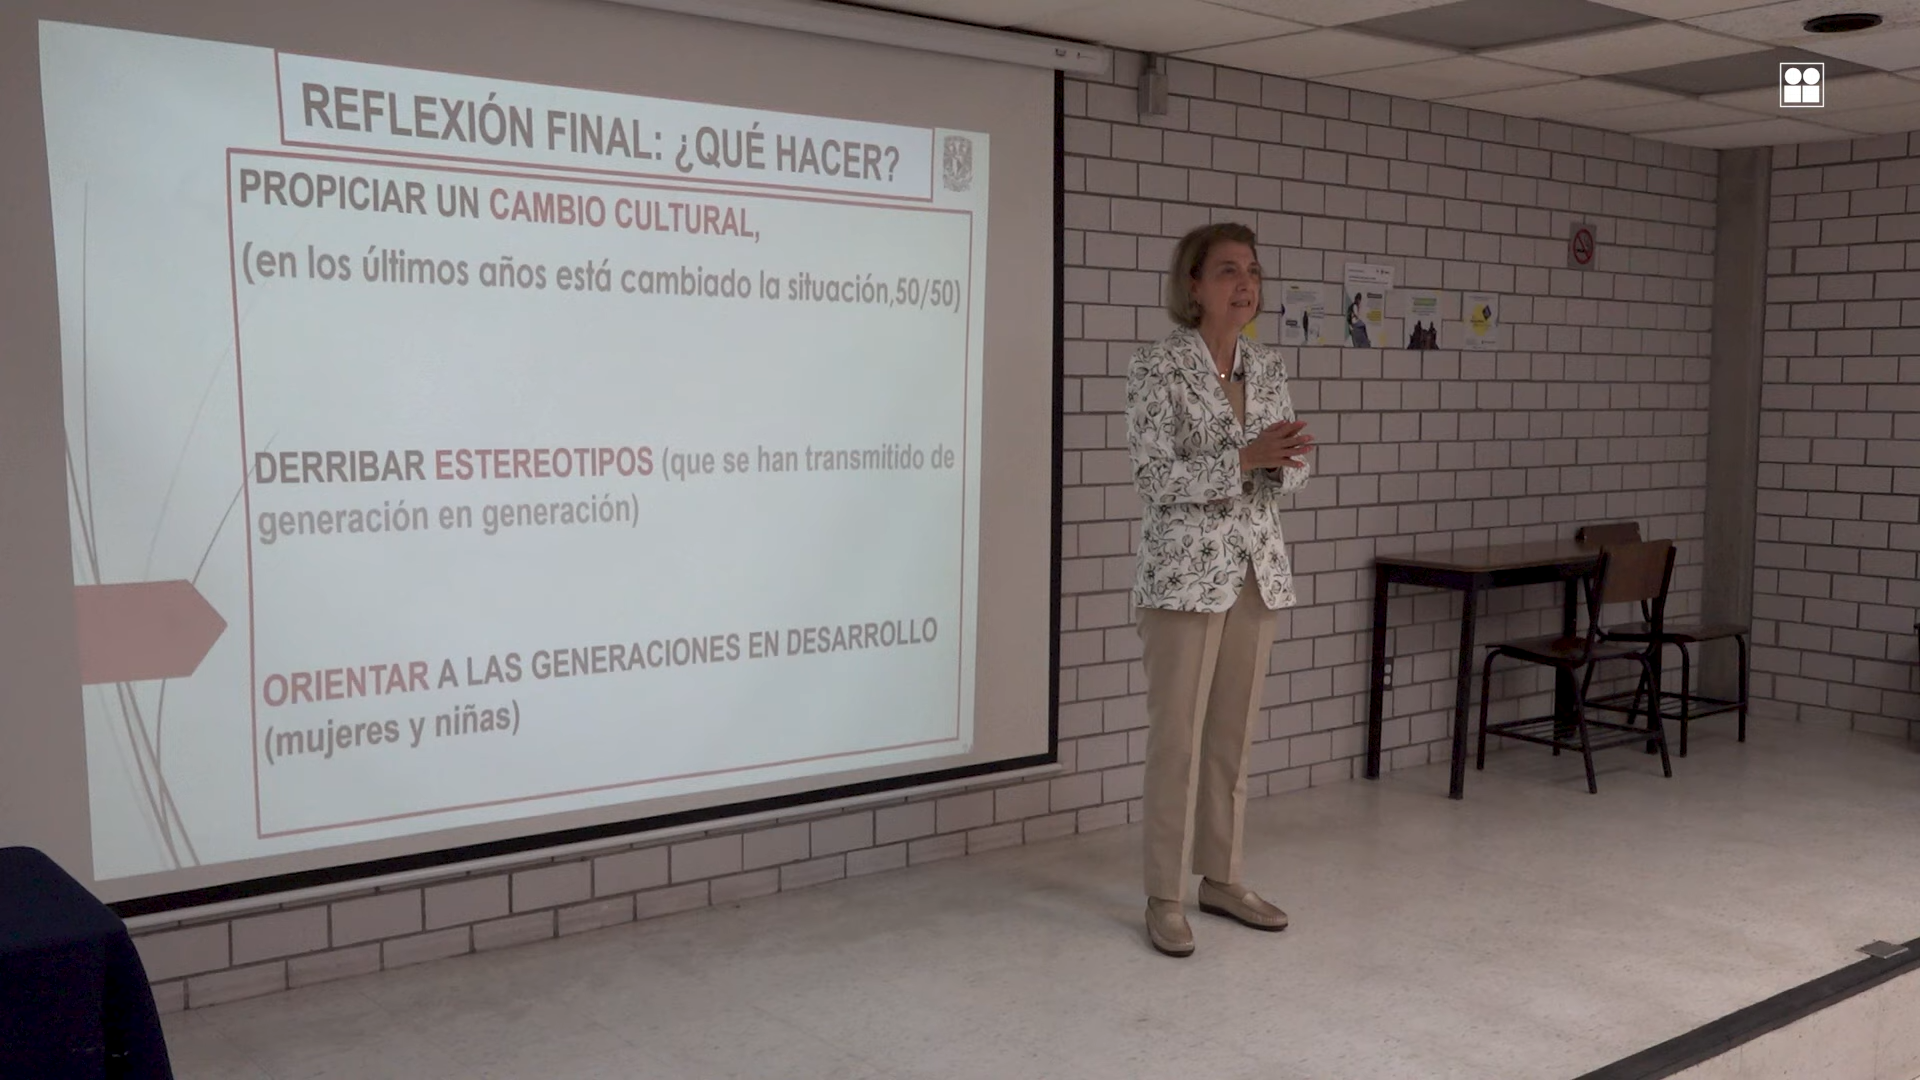 REFLEXIÓN FINAL: ¿QUÉ HACER?
PROPICIAR UN CAMBIO CULTURAL,
(en los últimos años está cambiado la situación,50/50)
DERRIBAR ESTEREOTIPOS (que se han transmitido de
generación en generación)
ORIENTAR A LAS GENERACIONES EN DESARROLLO
(mujeres y niñas)